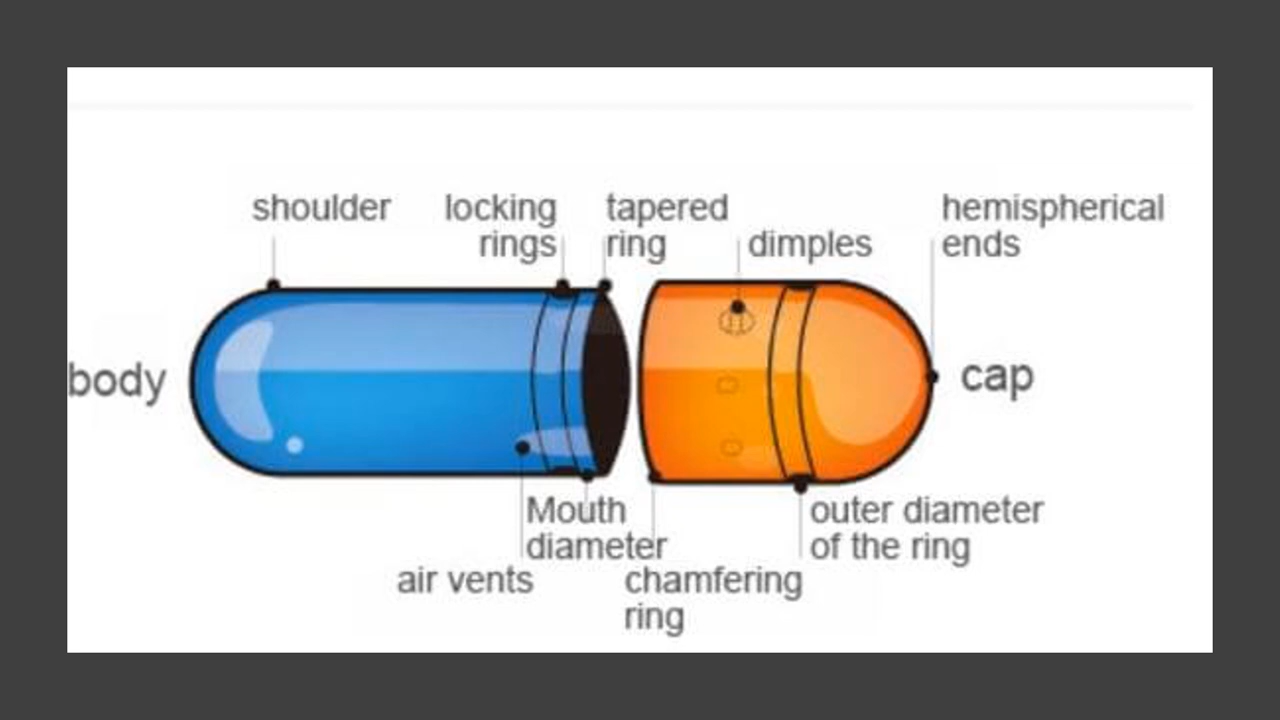 shoulder
locking
rings
tapered
ring
dimples
hemispherical
ends
body
cap
Mouth
diameter
air vents
chamfering
ring
outer diameter
of the ring